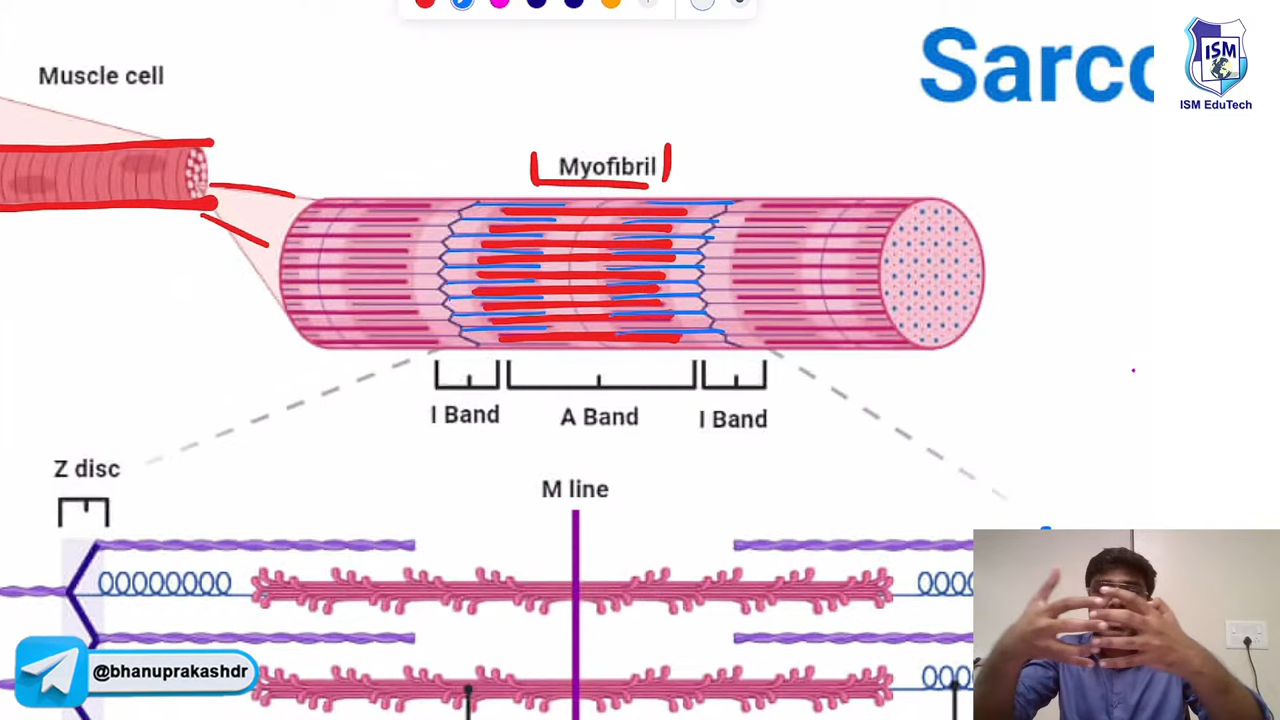 Sarco
ISM
ISM EduTech
Muscle cell
Myofibril
I Band
A Band
I Band
Z disc
M line
@bhanuprakashdr